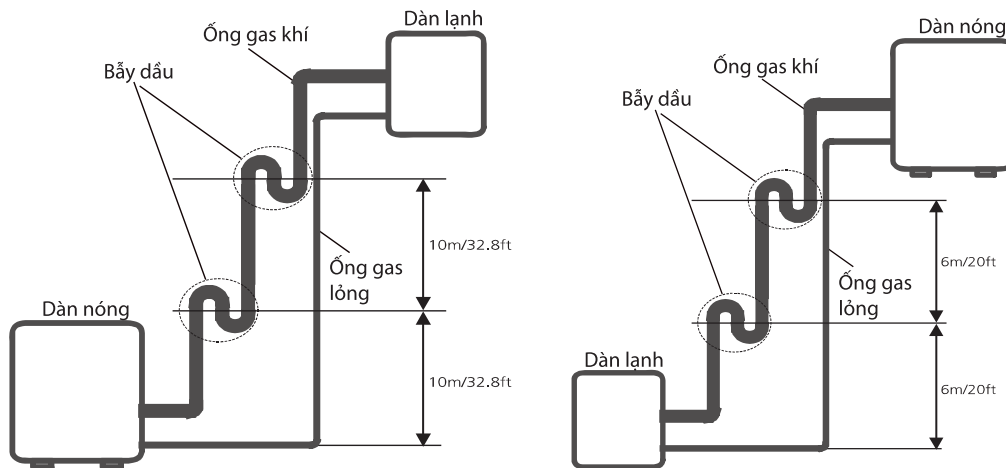 Dàn lạnh
Ống gas khí
Bẫy dầu
10m/32.8ft
Ống gas
lỏng
Dàn nóng
10m/32.8ft
Dàn nóng
Ống gas khí
Bẫy dầu
6m/20ft
Ống gas
lỏng
Dàn lạnh
6m/20ft